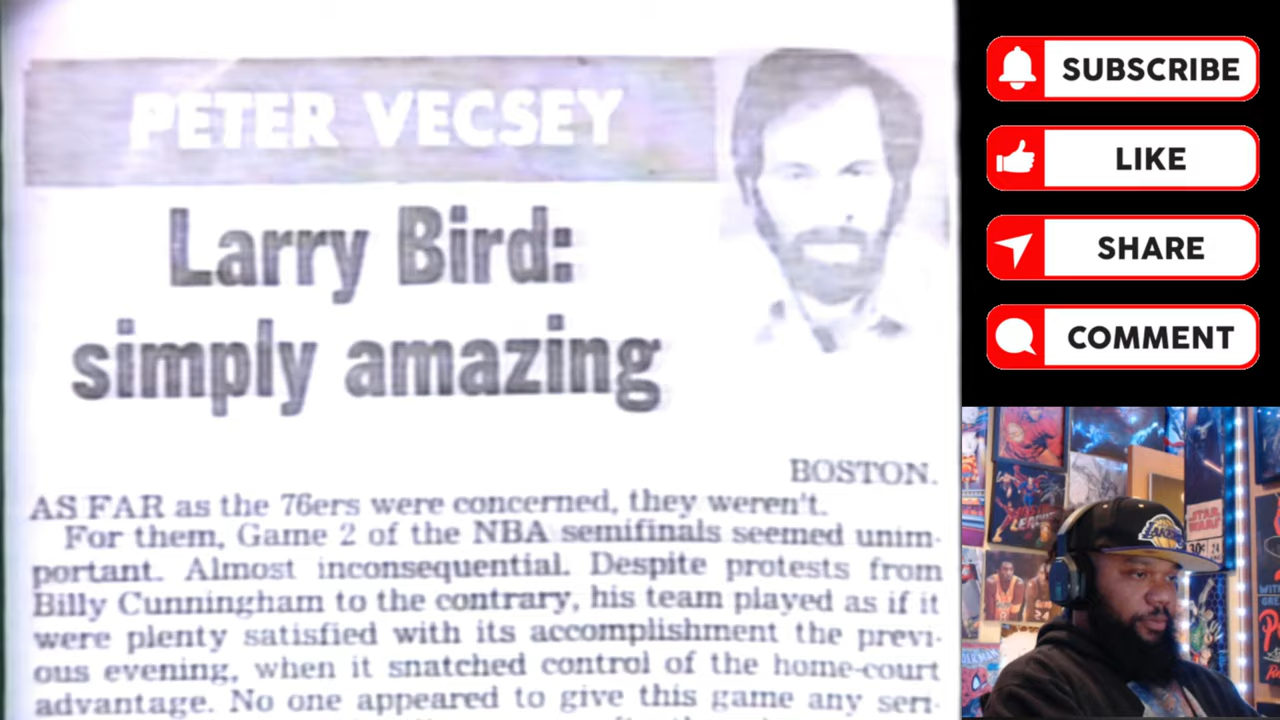 PETER VECSEY
Larry Bird:
simply amazing
BOSTON.
AS FAR as the 76ers were concerned, they weren't.
For them, Game 2 of the NBA semifinals seemed unim-
portant. Almost inconsequential. Despite protests from
Billy Cunningham to the contrary, his team played as if it
were plenty satisfied with its accomplishment the previ-
ous evening, when it snatched control of the home-court
advantage. No one appeared to give this game any seri-
SUBSCRIBE
LIKE
SHARE
COMMENT
LAKERS
STAR
WARS